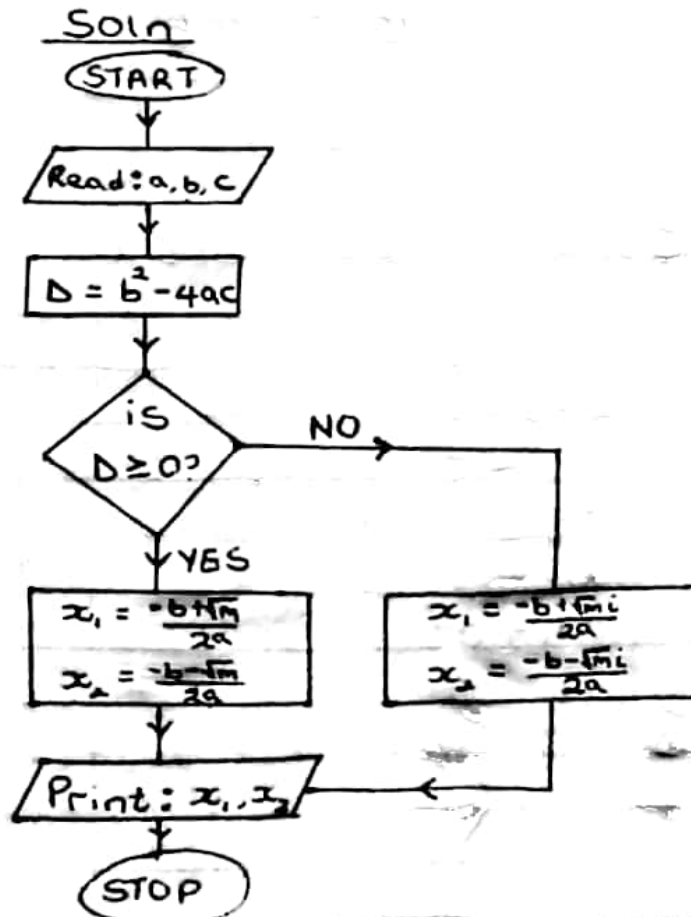 Soln
START
Read: a, b, c
D = b² - 4ac
is
D ≥ 0?
NO
YES
x₁ = -b+√m/2a
x₂ = -b-√m/2a
x₁ = -b+√m i/2a
x₂ = -b-√m i/2a
Print: x₁, x₂
STOP